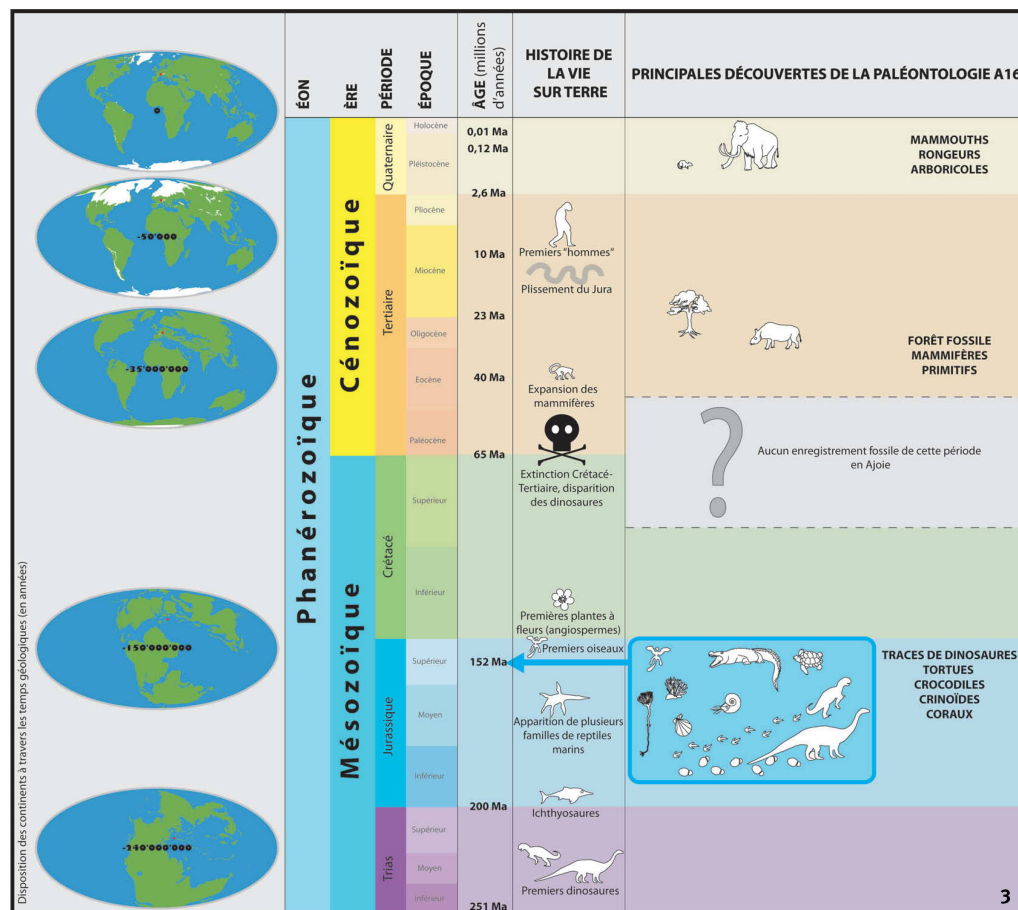 Disposition des continents à travers les temps géologiques (en années)
0
-50'000
-35'000'000
-150'000'000
-240'000'000
ÉON
ÈRE
PÉRIODE
ÉPOQUE
ÂGE (millions
d'années)
HISTOIRE DE
LA VIE
SUR TERRE
PRINCIPALES DÉCOUVERTES DE LA PALÉONTOLOGIE A16
Phanérozoïque
Cénozoïque
Mésozoïque
Quaternaire
Tertiaire
Crétacé
Jurassique
Trias
Holocène
Pléistocène
Pliocène
Miocène
Oligocène
Eocène
Paléocène
Supérieur
Inférieur
Supérieur
Moyen
Inférieur
Supérieur
Moyen
Inférieur
0,01 Ma
0,12 Ma
2,6 Ma
10 Ma
23 Ma
40 Ma
65 Ma
152 Ma
200 Ma
251 Ma
Premiers "hommes"
Plissement du Jura
Expansion des
mammifères
Extinction Crétacé-
Tertiaire, disparition
des dinosaures
Premières plantes à
fleurs (angiospermes)
Premiers oiseaux
Apparition de plusieurs
familles de reptiles
marins
Ichthyosaures
Premiers dinosaures
MAMMOUTHS
RONGEURS
ARBORICOLES
FORÊT FOSSILE
MAMMIFÈRES
PRIMITIFS
?
Aucun enregistrement fossile de cette période
en Ajoie
TRACES DE DINOSAURES
TORTUES
CROCODILES
CRINOÏDES
CORAUX
3